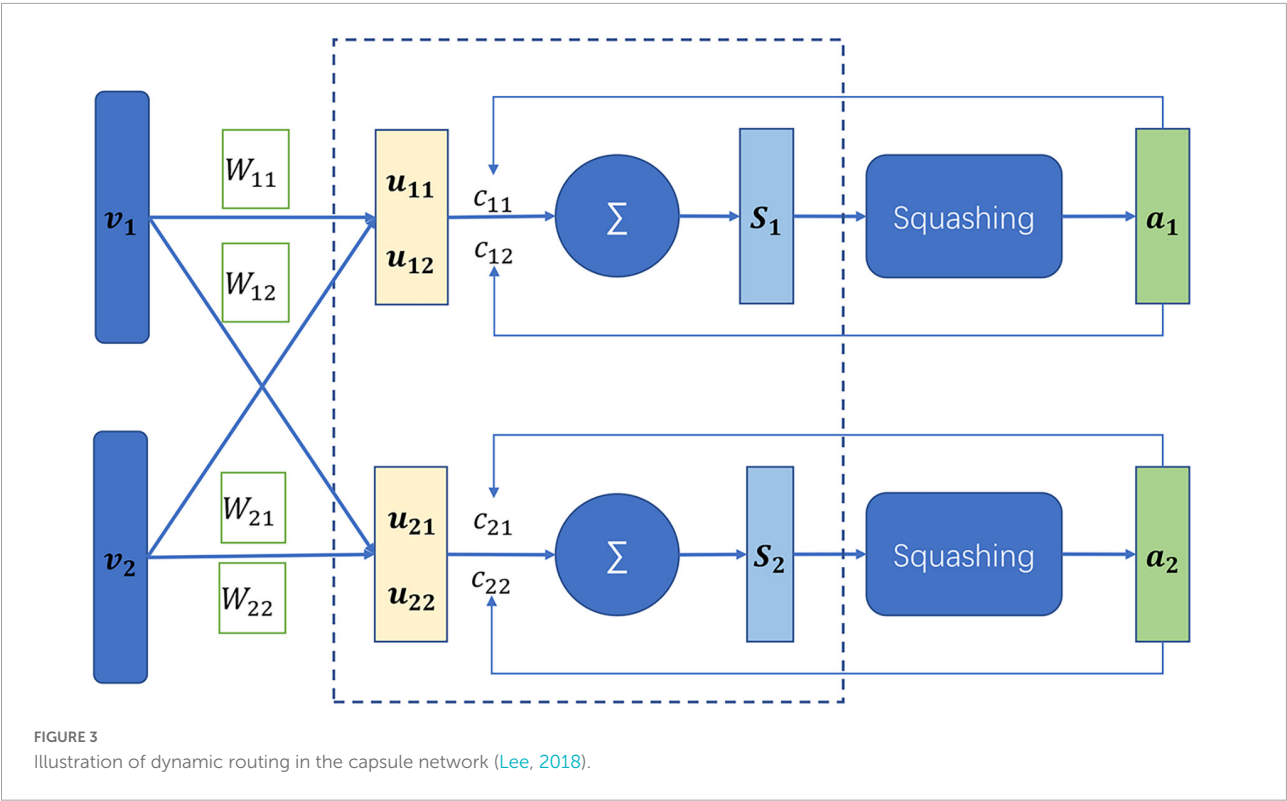 v₁
W₁₁
W₁₂
u₁₁
u₁₂
c₁₁
c₁₂
∑
S₁
Squashing
a₁
v₂
W₂₁
W₂₂
u₂₁
u₂₂
c₂₁
c₂₂
∑
S₂
Squashing
a₂
FIGURE 3
Illustration of dynamic routing in the capsule network (Lee, 2018).